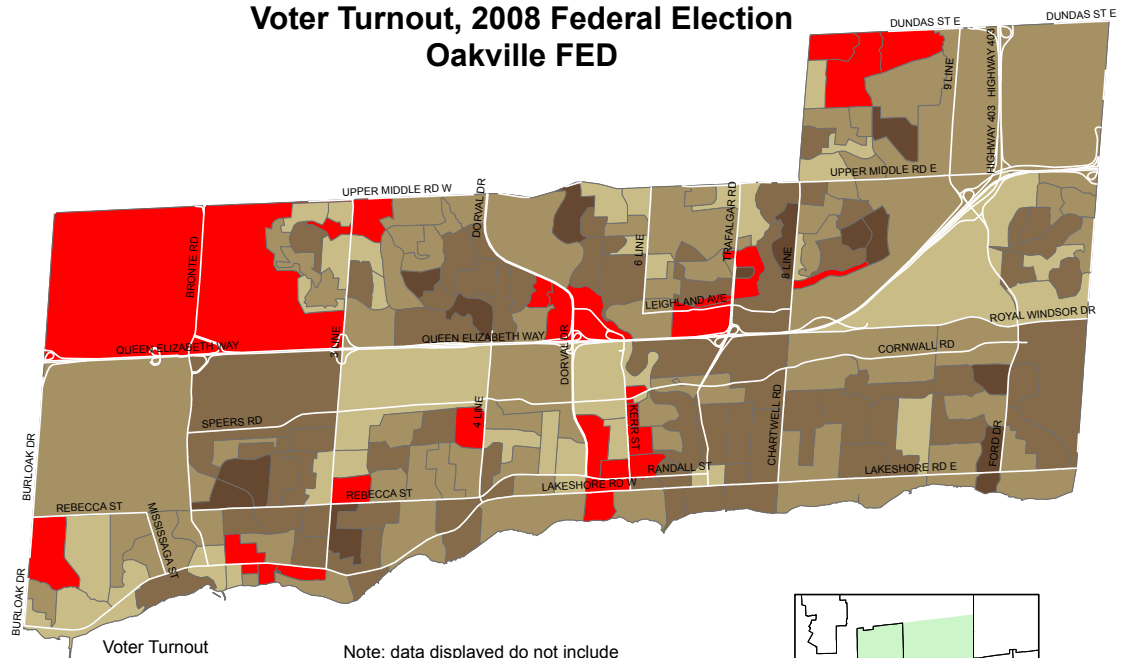 Voter Turnout, 2008 Federal Election
Oakville FED
DUNDAS ST E
DUNDAS ST E
9 LINE
HIGHWAY 403
HIGHWAY 403
UPPER MIDDLE RD E
UPPER MIDDLE RD W
DORVAL DR
TRAFALGAR RD
6 LINE
8 LINE
BRONTE RD
LEIGHLAND AVE
ROYAL WINDSOR DR
QUEEN ELIZABETH WAY
QUEEN ELIZABETH WAY
3 LINE
DORVAL DR
CORNWALL RD
SPEERS RD
4 LINE
KERR ST
CHARTWELL RD
FORD DR
BURLOAK DR
RANDALL ST
LAKESHORE RD E
LAKESHORE RD W
REBECCA ST
REBECCA ST
MISSISSAGA ST
BURLOAK DR
Voter Turnout
Note: data displayed do not include